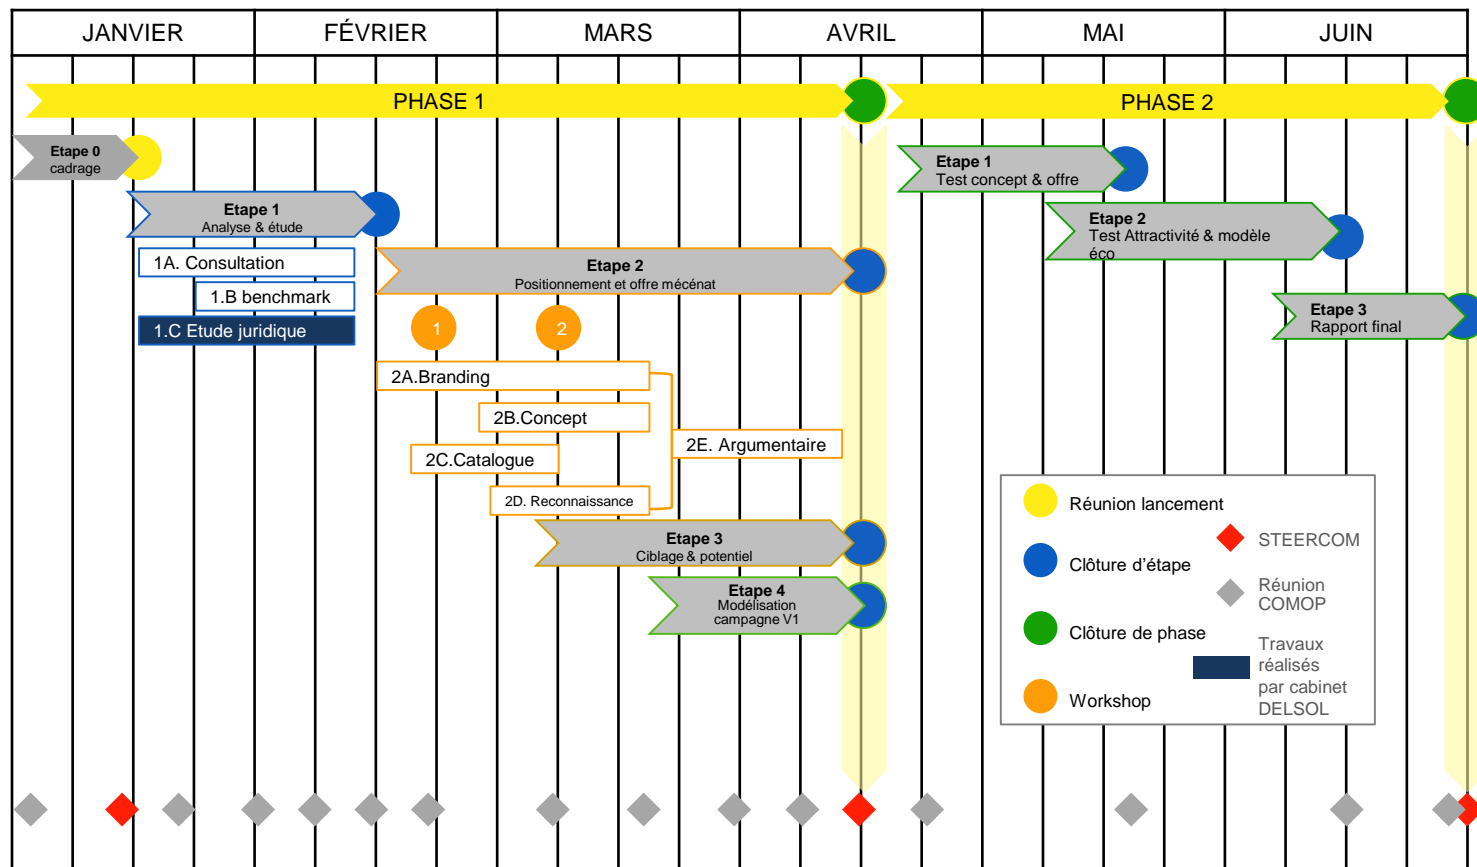 JANVIER
FÉVRIER
MARS
AVRIL
MAI
JUIN
PHASE 1
PHASE 2
Etape 0
cadrage
Etape 1
Test concept & offre
Etape 1
Analyse & étude
Etape 2
Test Attractivité & modèle
éco
1A. Consultation
Etape 2
Positionnement et offre mécénat
1.B benchmark
Etape 3
Rapport final
1.C Etude juridique
1
2
2A.Branding
2B.Concept
2E. Argumentaire
2C.Catalogue
2D. Reconnaissance
Etape 3
Ciblage & potentiel
Etape 4
Modélisation
campagne V1
Réunion lancement
Clôture d’étape
Clôture de phase
Workshop
STEERCOM
Réunion
COMOP
Travaux
réalisés
par cabinet
DELSOL